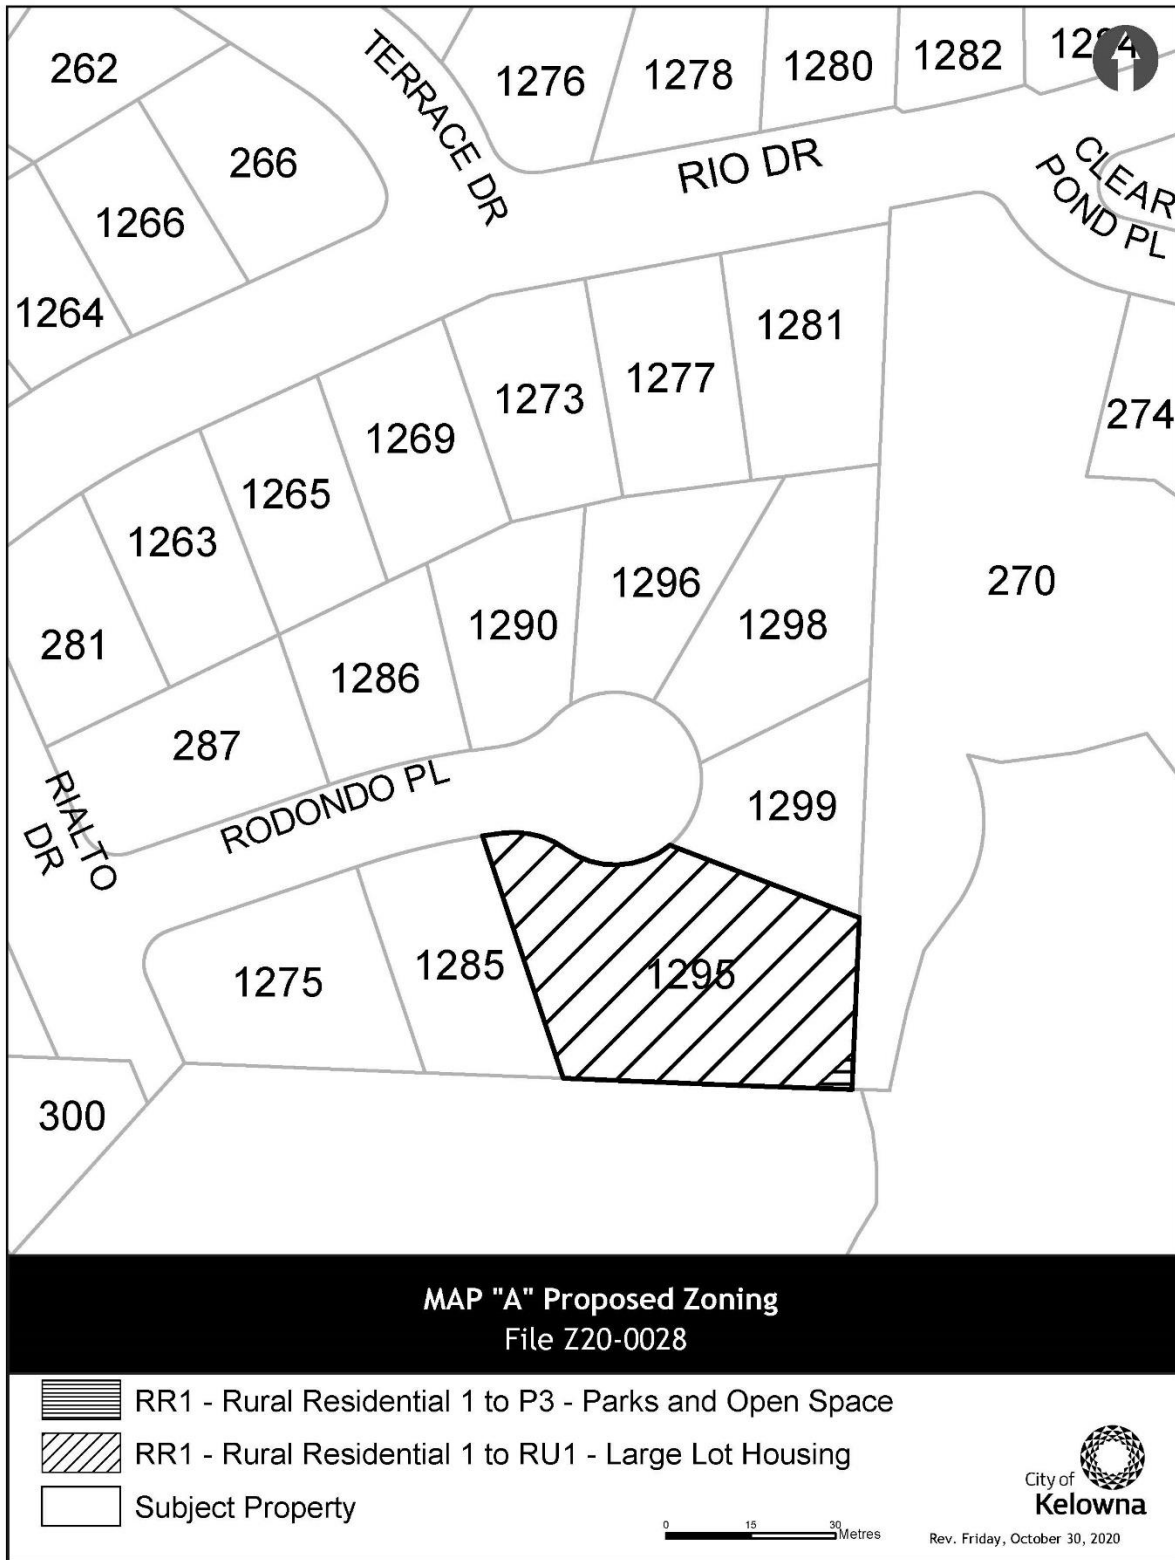 262
1276
1278
1280
1282
1284
TERRACE DR
266
RIO DR
CLEAR
POND PL
1266
1264
1281
1277
1273
274
1269
1265
1263
270
1296
1298
1290
281
1286
287
RODONDO PL
RIALTO
DR
1299
1295
1285
1275
300
MAP "A" Proposed Zoning
File Z20-0028
RR1 - Rural Residential 1 to P3 - Parks and Open Space
RR1 - Rural Residential 1 to RU1 - Large Lot Housing
Subject Property
0 15 30 Metres
City of
Kelowna
Rev. Friday, October 30, 2020